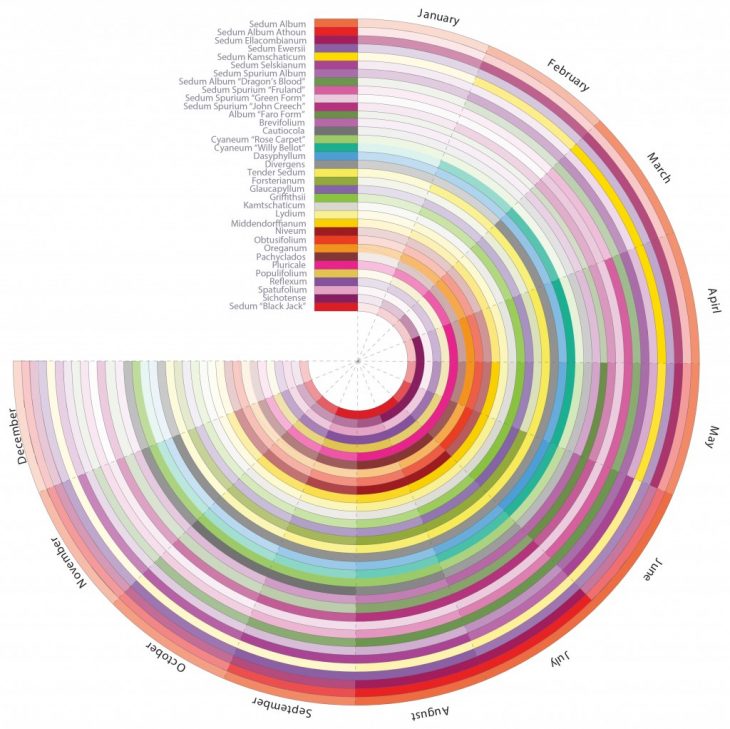 Sedum Album
Sedum Album Athoun
Sedum Ellacombianum
Sedum Ewersii
Sedum Kamschaticum
Sedum Selskianum
Sedum Spurium Album
Sedum Album "Dragon's Blood"
Sedum Spurium "Fruland"
Sedum Spurium "Green Form"
Sedum Spurium "John Creech"
Album "Faro Form"
Brevifolium
Cautiocola
Cyaneum "Rose Carpet"
Cyaneum "Willy Bellot"
Dasyphyllum
Divergens
Tender Sedum
Forsterianum
Glaucapyllum
Griffithsii
Kamtschaticum
Lydium
Middendorffianum
Niveum
Obtusifolium
Oreganum
Pachyclados
Pluricale
Populifolium
Reflexum
Spatufolium
Sichotense
Sedum "Black Jack"
January
February
March
Apirl
May
June
July
August
September
October
November
December